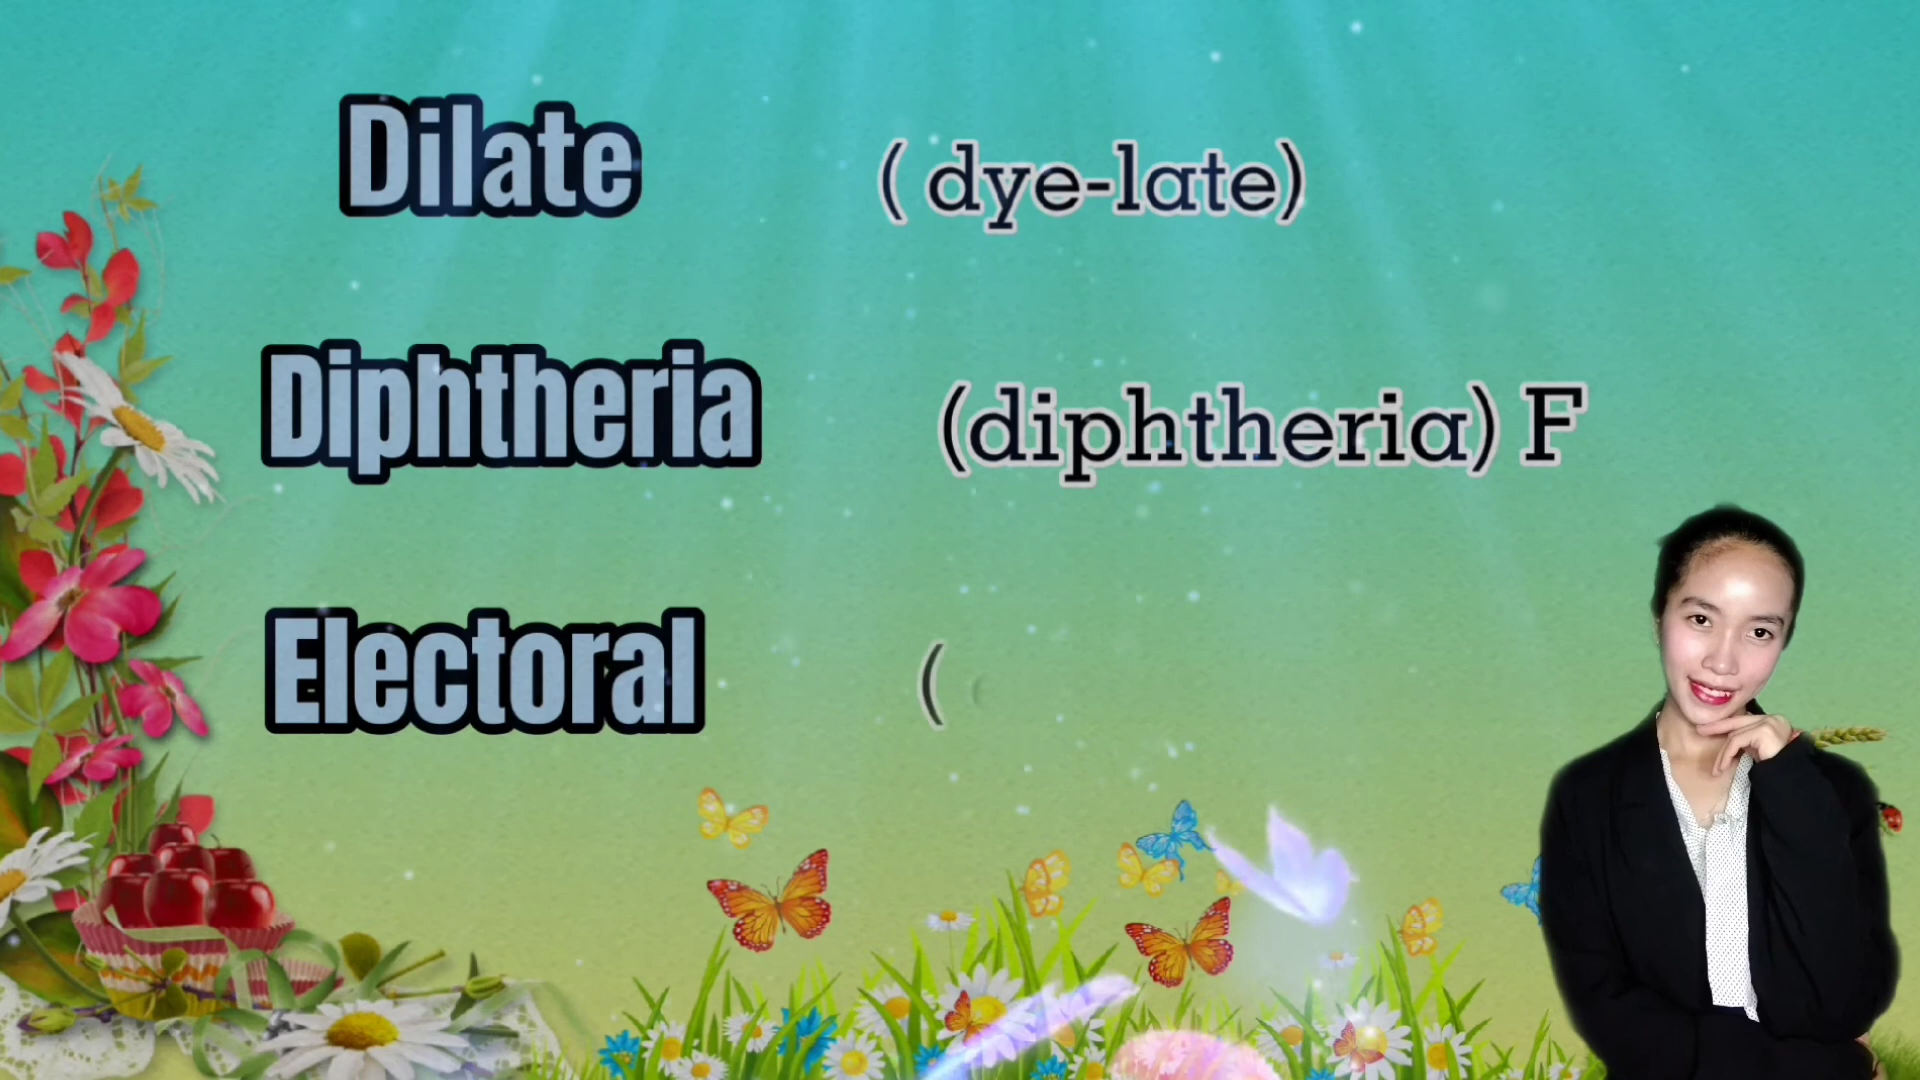 Dilate ( dye-late)
Diphtheria (diphtheria) F
Electoral (